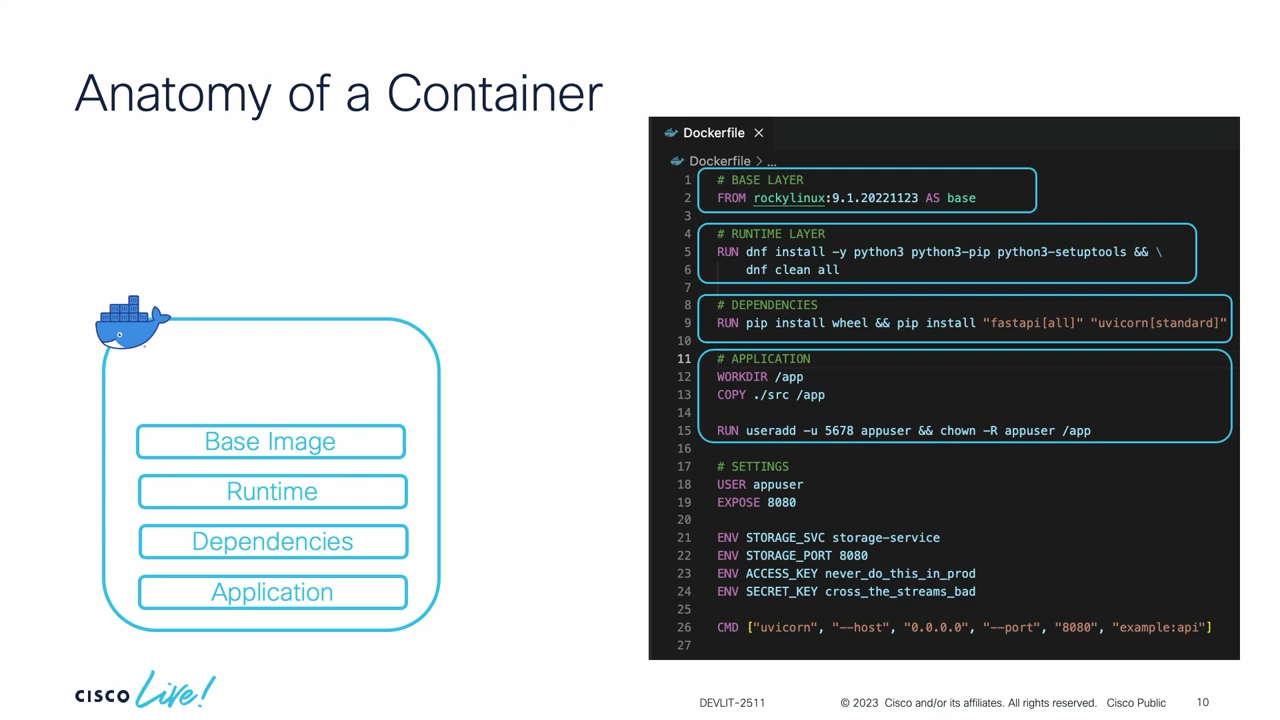 Anatomy of a Container
Base Image
Runtime
Dependencies
Application
Dockerfile ×
Dockerfile > ...
1 # BASE LAYER
2 FROM rockylinux:9.1.20221123 AS base
3
4 # RUNTIME LAYER
5 RUN dnf install -y python3 python3-pip python3-setuptools && \
6 dnf clean all
7
8 # DEPENDENCIES
9 RUN pip install wheel && pip install "fastapi[all]" "uvicorn[standard]"
10
11 # APPLICATION
12 WORKDIR /app
13 COPY ./src /app
14
15 RUN useradd -u 5678 appuser && chown -R appuser /app
16
17 # SETTINGS
18 USER appuser
19 EXPOSE 8080
20
21 ENV STORAGE_SVC storage-service
22 ENV STORAGE_PORT 8080
23 ENV ACCESS_KEY never_do_this_in_prod
24 ENV SECRET_KEY cross_the_streams_bad
25
26 CMD ["uvicorn", "--host", "0.0.0.0", "--port", "8080", "example:api"]
27
CISCO Live!
DEVLIT-2511 © 2023 Cisco and/or its affiliates. All rights reserved. Cisco Public 10